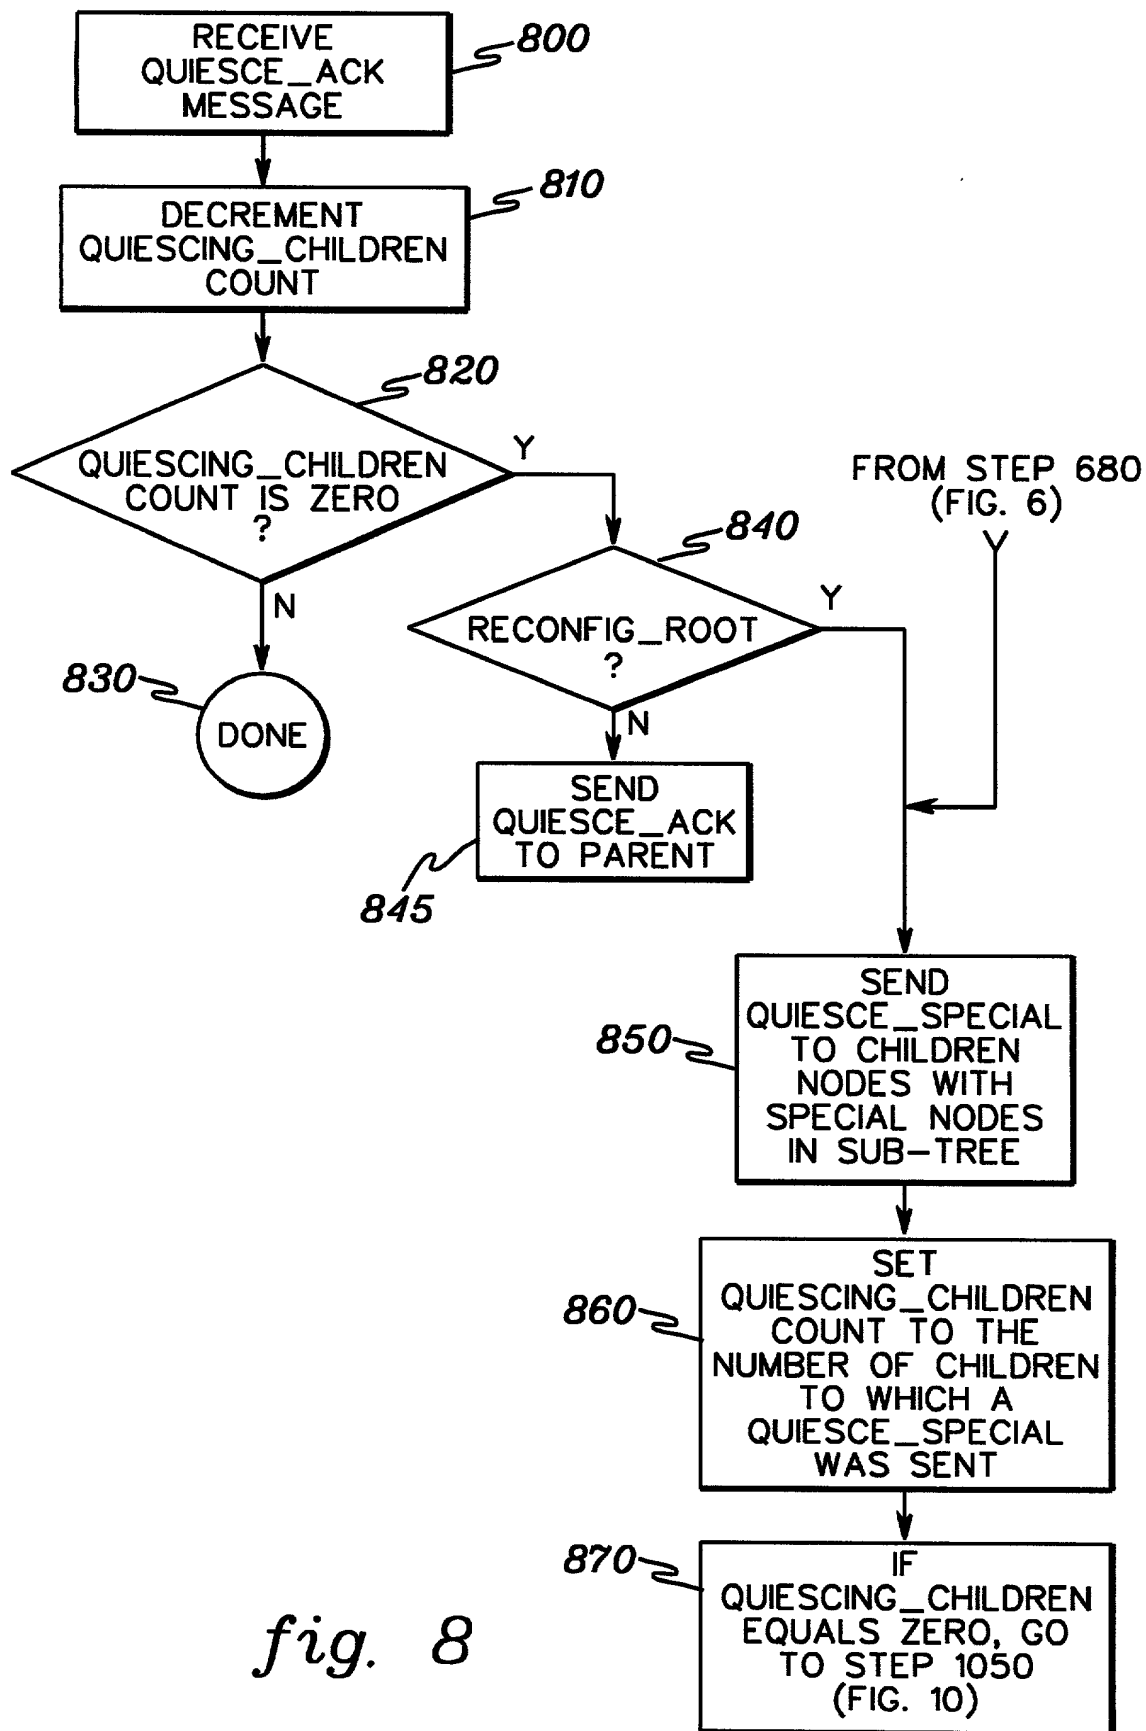 RECEIVE
QUIESCE_ACK
MESSAGE
800
DECREMENT
QUIESCING_CHILDREN
COUNT
810
820
QUIESCING_CHILDREN
COUNT IS ZERO
?
Y
N
830
DONE
FROM STEP 680
(FIG. 6)
840
RECONFIG_ROOT
?
Y
N
SEND
QUIESCE_ACK
TO PARENT
845
SEND
QUIESCE_SPECIAL
TO CHILDREN
NODES WITH
SPECIAL NODES
IN SUB-TREE
850
SET
QUIESCING_CHILDREN
COUNT TO THE
NUMBER OF CHILDREN
TO WHICH A
QUIESCE_SPECIAL
WAS SENT
860
870
IF
QUIESCING_CHILDREN
EQUALS ZERO, GO
TO STEP 1050
(FIG. 10)
fig. 8